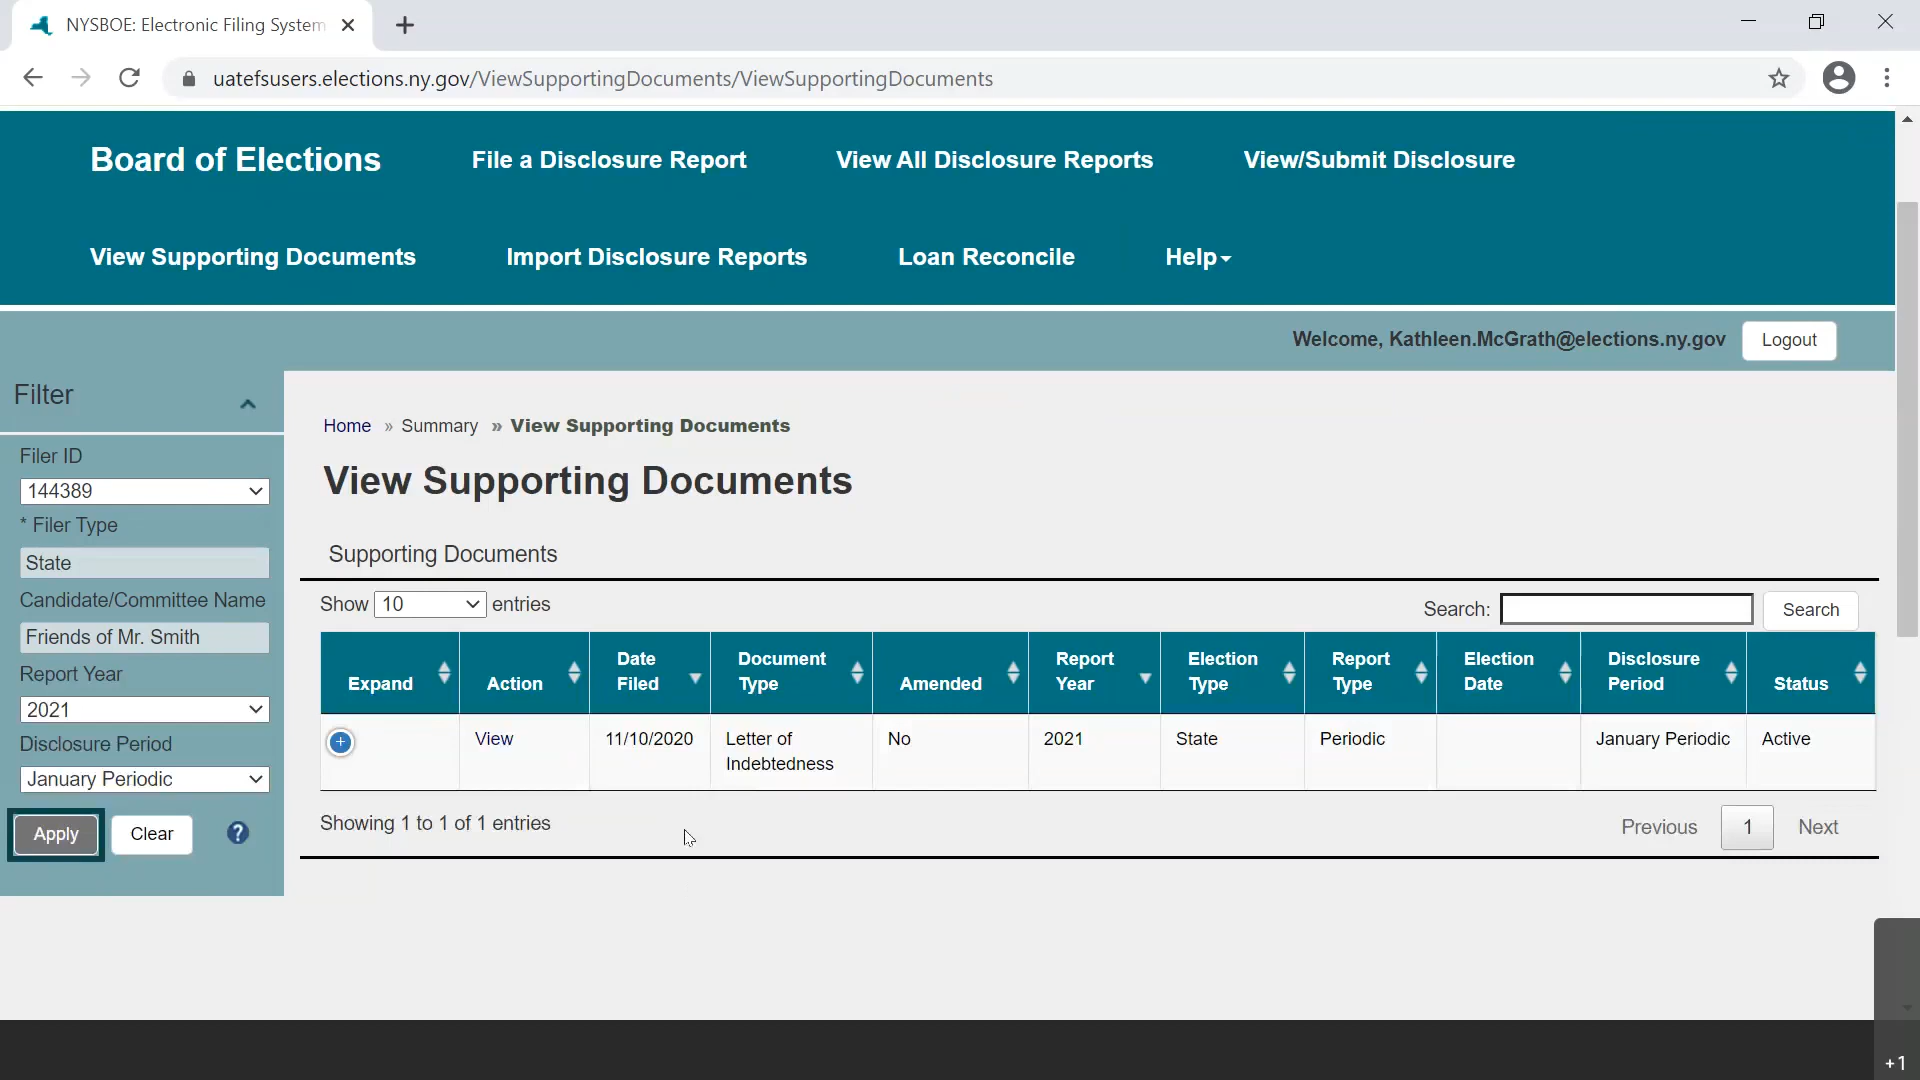 NYSBOE: Electronic Filing System
uatefsusers.elections.ny.gov/ViewSupportingDocuments/ViewSupportingDocuments
Board of Elections File a Disclosure Report View All Disclosure Reports View/Submit Disclosure
View Supporting Documents Import Disclosure Reports Loan Reconcile Help
Welcome, Kathleen.McGrath@elections.ny.gov Logout
Filter
Filer ID
144389
* Filer Type
State
Candidate/Committee Name
Friends of Mr. Smith
Report Year
2021
Disclosure Period
January Periodic
Apply Clear ?
Home » Summary » View Supporting Documents
View Supporting Documents
Supporting Documents
Show 10 entries
Search: Search
Expand Action Date Filed Document Type Amended Report Year Election Type Report Type Election Date Disclosure Period Status
View 11/10/2020 Letter of Indebtedness No 2021 State Periodic January Periodic Active
Showing 1 to 1 of 1 entries
Previous 1 Next
+1